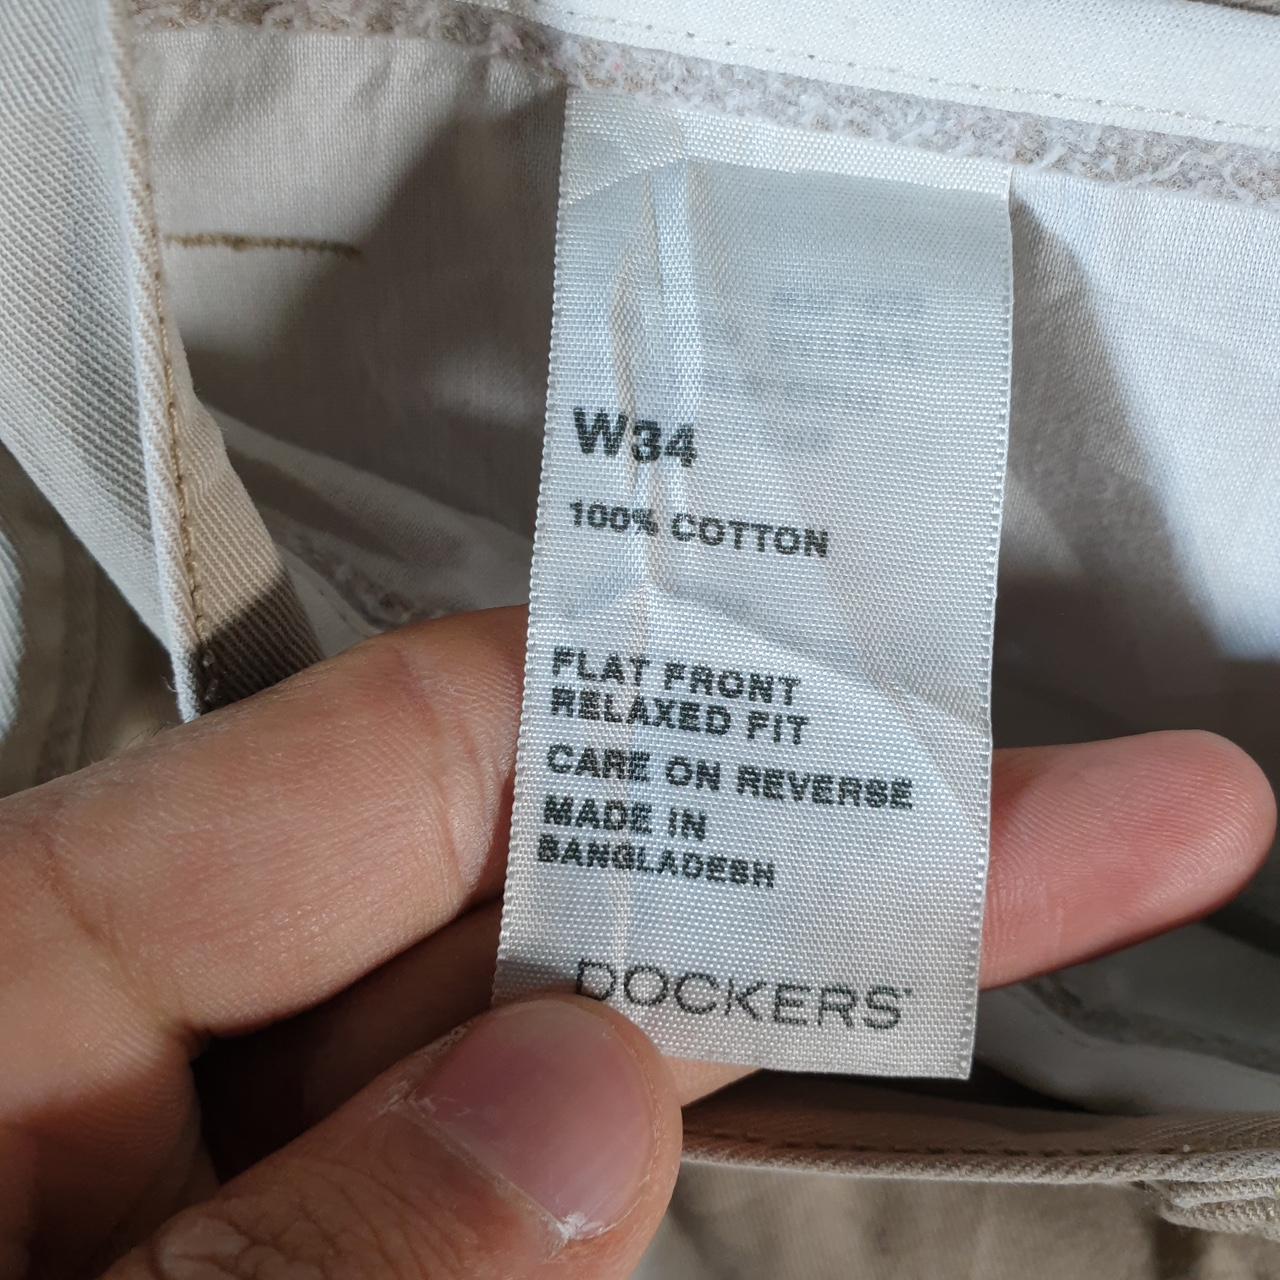 W34
100% COTTON
FLAT FRONT
RELAXED FIT
CARE ON REVERSE
MADE IN
BANGLADESH
DOCKERS